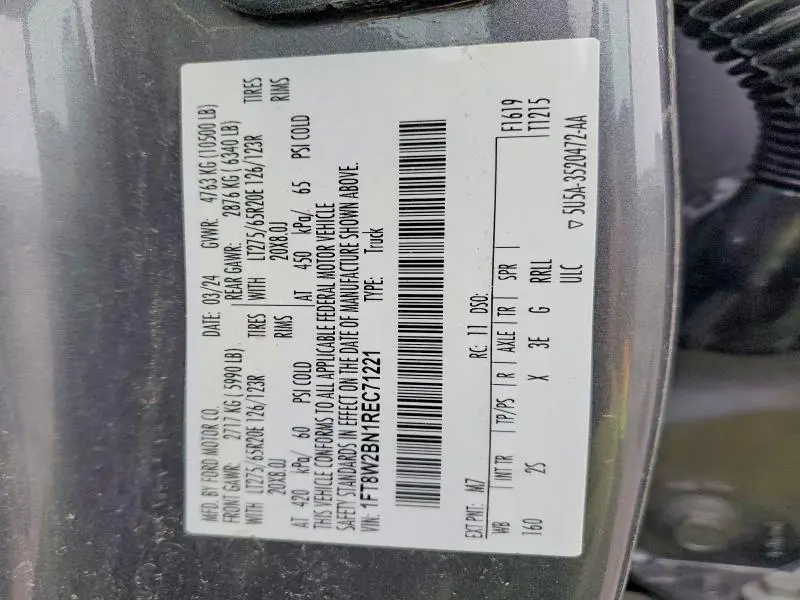 MFD. BY FORD MOTOR CO.
DATE: 03/24 GVWR: 4763 KG (10500 LB)
FRONT GAWR: 2717 KG (5990 LB) REAR GAWR: 2876 KG (6340 LB)
WITH LT275/65R20E 126/123R TIRES WITH LT275/65R20E 126/123R TIRES
20X8.0J RIMS 20X8.0J RIMS
AT 420 kPa/ 60 PSI COLD AT 450 kPa/ 65 PSI COLD
THIS VEHICLE CONFORMS TO ALL APPLICABLE FEDERAL MOTOR VEHICLE
SAFETY STANDARDS IN EFFECT ON THE DATE OF MANUFACTURE SHOWN ABOVE.
VIN: 1FT8W2BN1REC71221 TYPE: Truck
F1619
T1215
EXT PNT: M7 RC: 11 DSO:
WB INT TR TP/PS R AXLE TR SPR
160 2S X 3E G RRLL
ULC
▽ 5U5A-3520472-AA